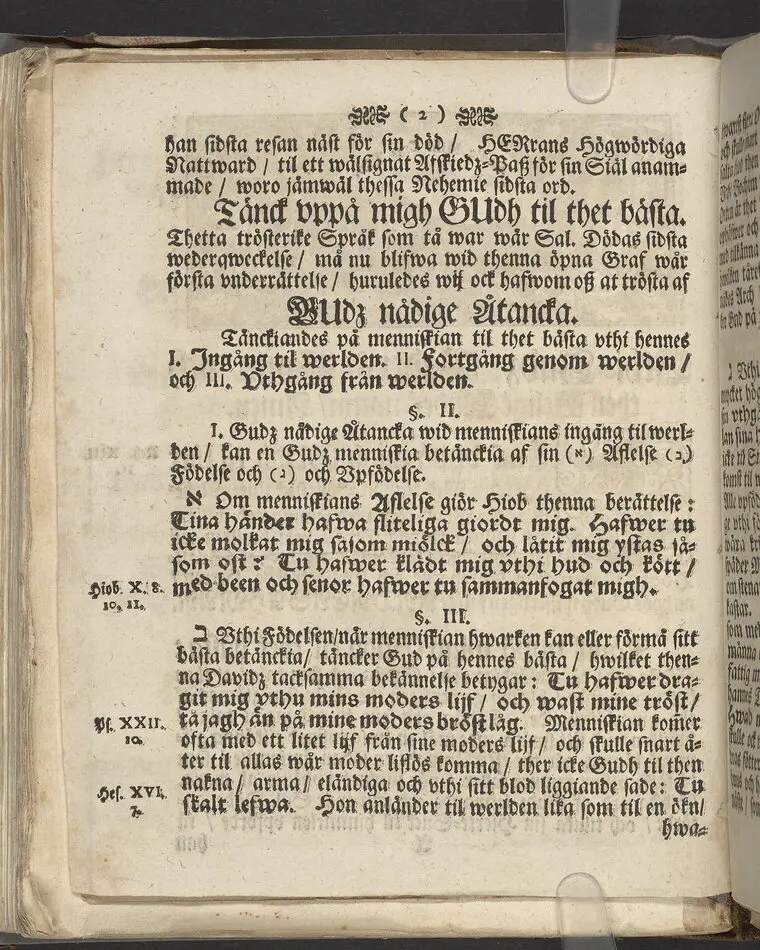 ( 2 )
han sidsta resan näst för sin död / HERrans Högwördiga
Nattward / til ett wälsignat Afskiedz=Paß för sin Siäl anam-
made / woro jämwäl thessa Nehemie sidsta ord.
Tänck vppå migh GUdh til thet bästa.
Thetta trösterike Språk som tå war wår Sal. Dödas sidsta
wederqweckelse / må nu blifwa wid thenna öpna Graf wår
första vnderrättelse / huruledes wij ock hafwom oß at trösta af
GUdz nådige Åtancka.
Tänckiandes på menniskian til thet bästa vthi hennes
I. Ingång til werlden. II. Fortgång genom werlden /
och III. Vthgång från werlden.
§. II.
I. Gudz nådige Åtancka wid menniskians ingång til werl=
den / kan en Gudz menniskia betänckia af sin (א) Aflelse (ב)
Födelse och (ג) och Vpfödelse.
א Om menniskians Aflelse giör Hiob thenna berättelse:
Tina händer hafwa fliteliga giordt mig. Hafwer tu
icke molkat mig såsom miölck / och låtit mig ystas så=
som ost? Tu hafwer klädt mig vthi hud och kött /
med been och senor hafwer tu sammanfogat migh.
Hiob. X. 8.
10. 11.
§. III.
ב Vthi Födelsen/när menniskian hwarken kan eller förmå sitt
bästa betänckia/ täncker Gud på hennes bästa / hwilket then-
na Davidz tacksamma bekännelse betygar: Tu hafwer dra-
git mig vthu mins moders lijf / och wast mine tröst /
tå jagh än på mine moders bröst låg. Menniskian kom̃er
Ps. XXII.
10.
ofta med ett litet lijf från sine moders lijf / och skulle snart å-
ter til allas wår moder liflös komma / ther icke Gudh til then
nakna / arma / eländiga och vthi sitt blod liggiande sade: Tu
skalt lefwa. Hon anländer til werlden lika som til en ökn /
Hes. XVI.
7.
hwa=